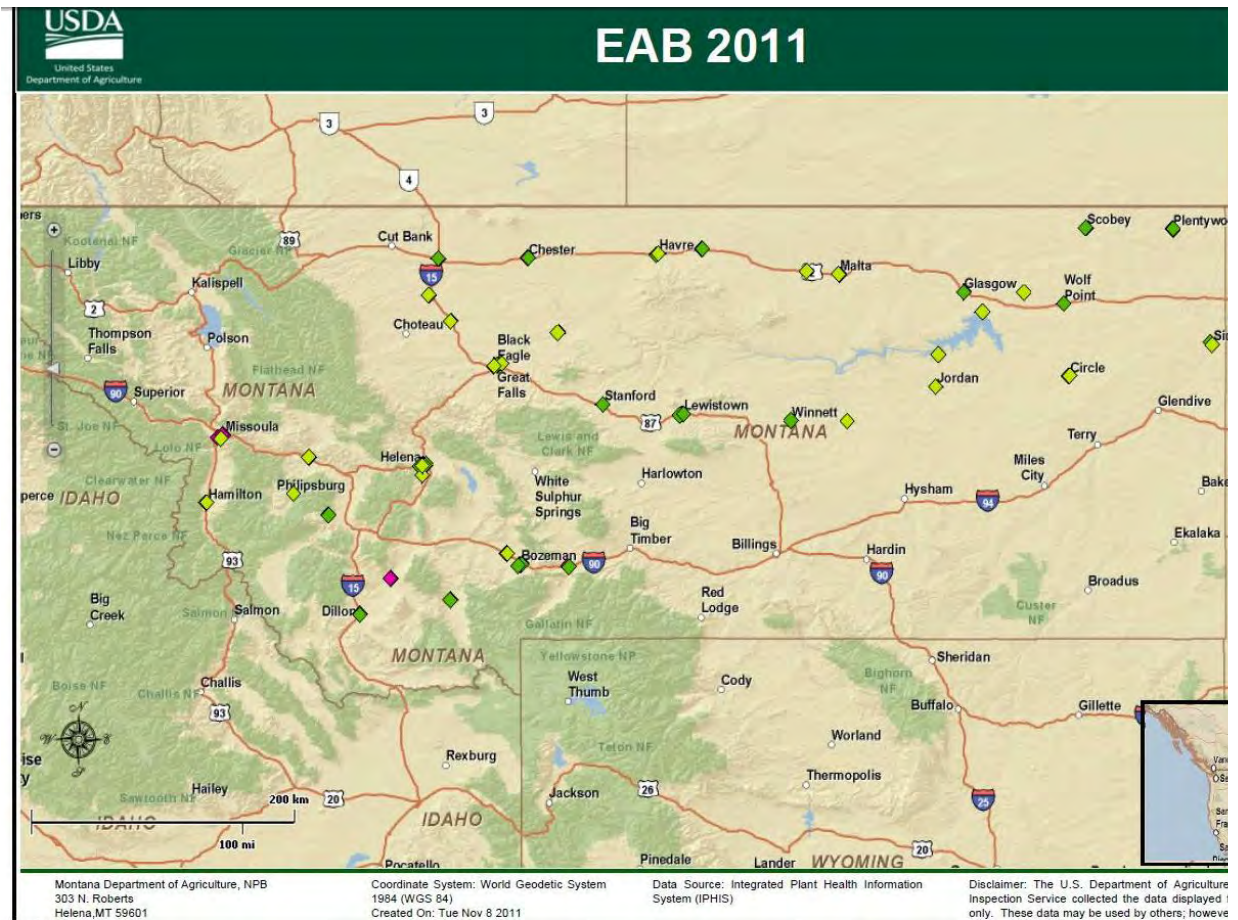 USDA
United States
Department of Agriculture
EAB 2011
3
3
4
Kootenai NF
Glacier NP
89
Cut Bank
Chester
Havre
Malta
Scobey
Plentywo
Libby
15
Glasgow
Wolf
Point
Kalispell
2
Thompson
Falls
Polson
Choteau
Black
Eagle
Great
Falls
Flathead NF
Jordan
Circle
90
Superior
MONTANA
Stanford
Lewistown
87
Winnett
MONTANA
Glendive
St. Joe NF
Missoula
Lolo NF
Lewis and
Clark NF
Terry
Helena
Clearwater NF
Philipsburg
White
Sulphur
Springs
Harlowton
Miles
City
perce
IDAHO
Hamilton
Hysham
94
Nez Perce NF
Big
Timber
Ekalaka
93
Bozeman
90
Billings
Hardin
90
15
Big
Creek
Salmon
Dillon
Red
Lodge
Broadus
Custer
NF
Gallatin NF
MONTANA
Yellowstone NP
Sheridan
Boise NF
Challis NF
Challis
West
Thumb
Cody
Bighorn
NF
93
Buffalo
Gillette
N
W
E
S
Worland
Rexburg
Teton NF
Thermopolis
Hailey
Sawtooth NF
200 km
20
Jackson
26
25
IDAHO
IDAHO
100 mi
Pocatello
Pinedale
Lander
WYOMING
20
Montana Department of Agriculture, NPB
303 N. Roberts
Helena,MT 59601
Coordinate System: World Geodetic System
1984 (WGS 84)
Created On: Tue Nov 8 2011
Data Source: Integrated Plant Health Information
System (IPHIS)
Disclaimer: The U.S. Department of Agriculture
Inspection Service collected the data displayed
only. These data may be used by others; howeve